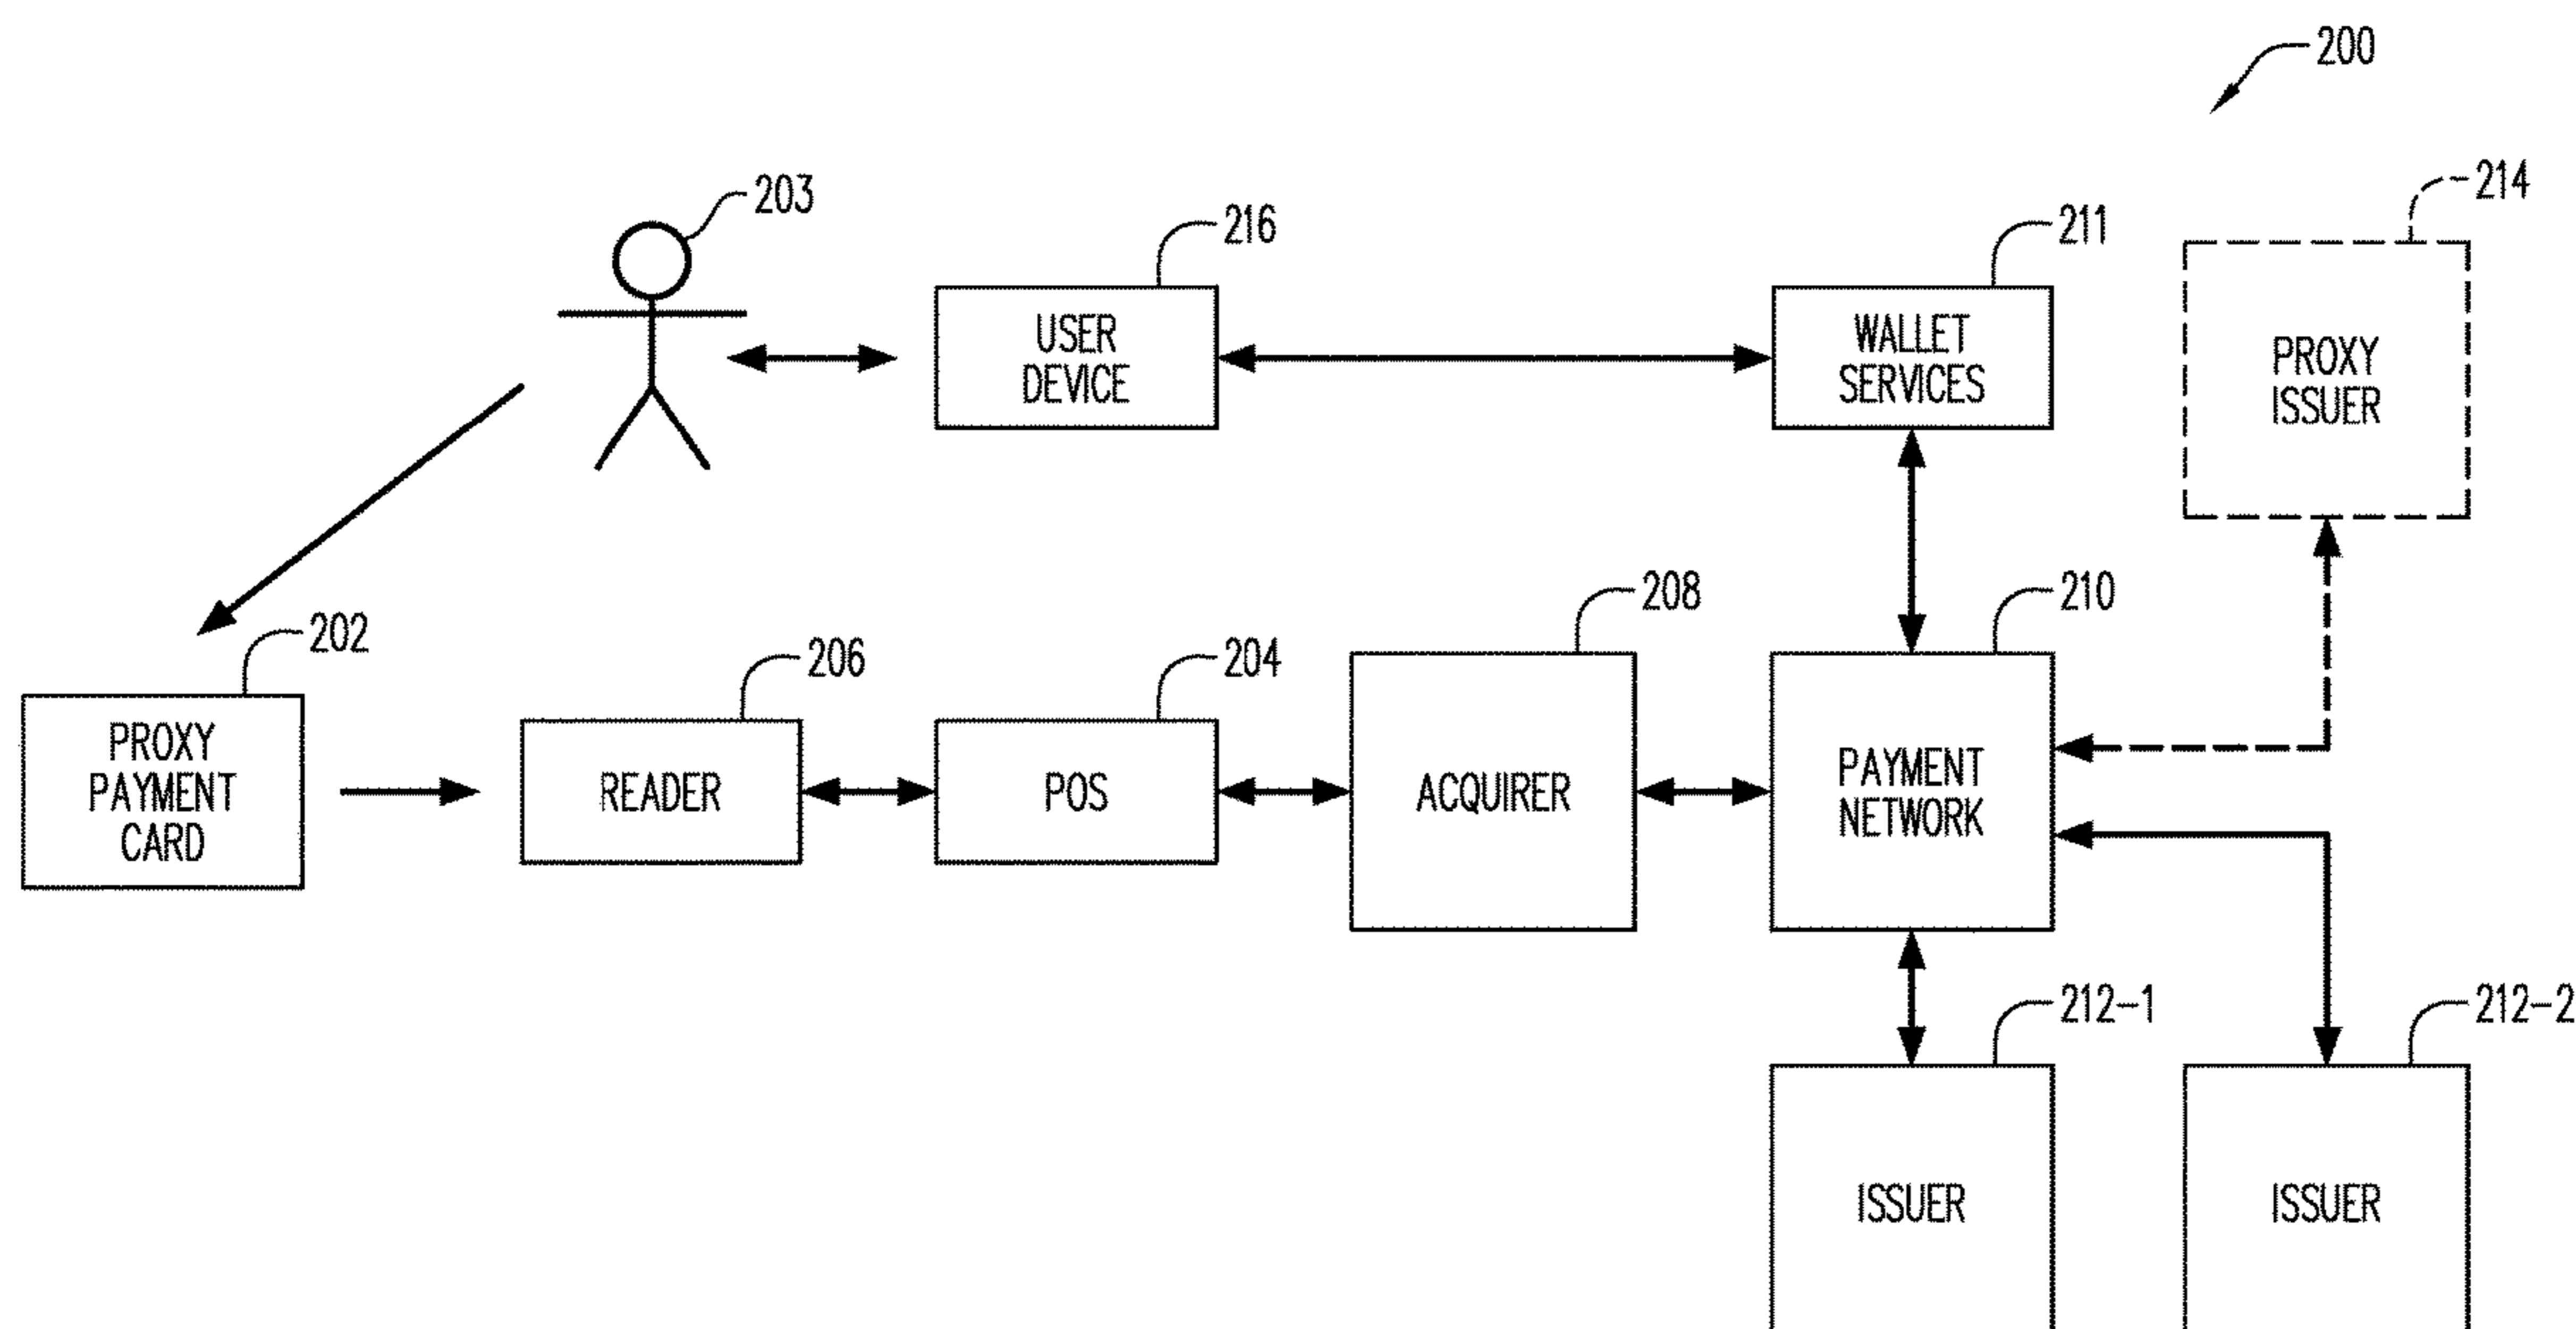 200
203
216
211
214
USER
DEVICE
WALLET
SERVICES
PROXY
ISSUER
202
206
204
208
210
PROXY
PAYMENT
CARD
READER
POS
ACQUIRER
PAYMENT
NETWORK
212-1
212-2
ISSUER
ISSUER